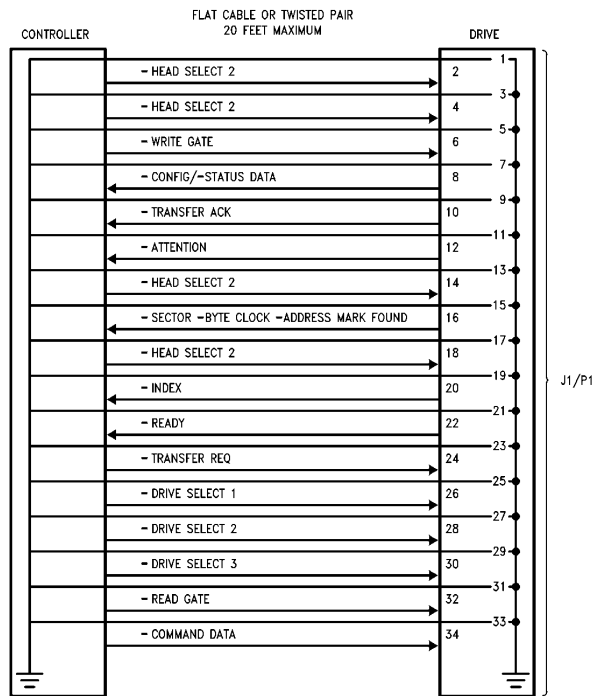 FLAT CABLE OR TWISTED PAIR
20 FEET MAXIMUM
CONTROLLER
DRIVE
1
- HEAD SELECT 2 2
3
- HEAD SELECT 2 4
5
- WRITE GATE 6
7
- CONFIG/-STATUS DATA 8
9
- TRANSFER ACK 10
11
- ATTENTION 12
13
- HEAD SELECT 2 14
15
- SECTOR -BYTE CLOCK -ADDRESS MARK FOUND 16
17
- HEAD SELECT 2 18
19
J1/P1
- INDEX 20
21
- READY 22
23
- TRANSFER REQ 24
25
- DRIVE SELECT 1 26
27
- DRIVE SELECT 2 28
29
- DRIVE SELECT 3 30
31
- READ GATE 32
33
- COMMAND DATA 34